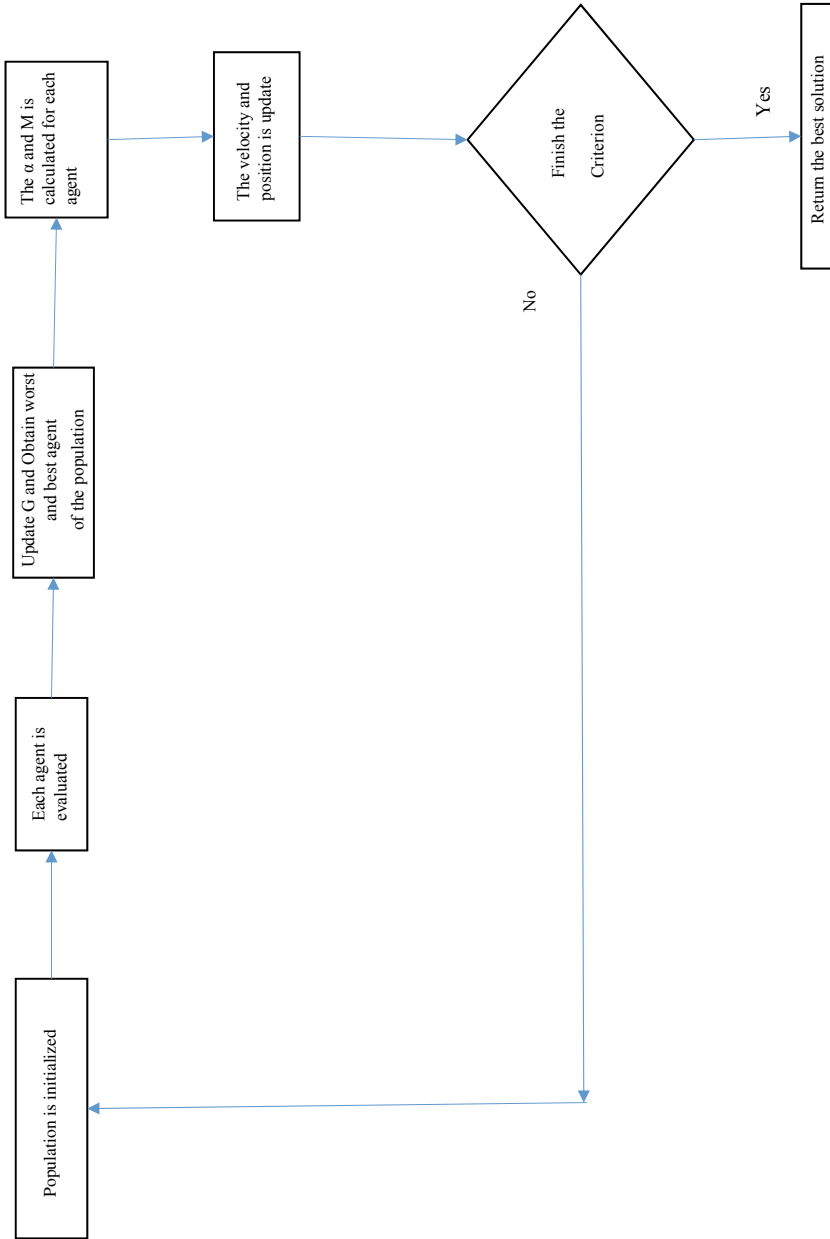 Population is initialized
Each agent is
evaluated
Update G and Obtain worst
and best agent
of the population
The α and M is
calculated for each
agent
The velocity and
position is update
Finish the
Criterion
No
Yes
Return the best solution